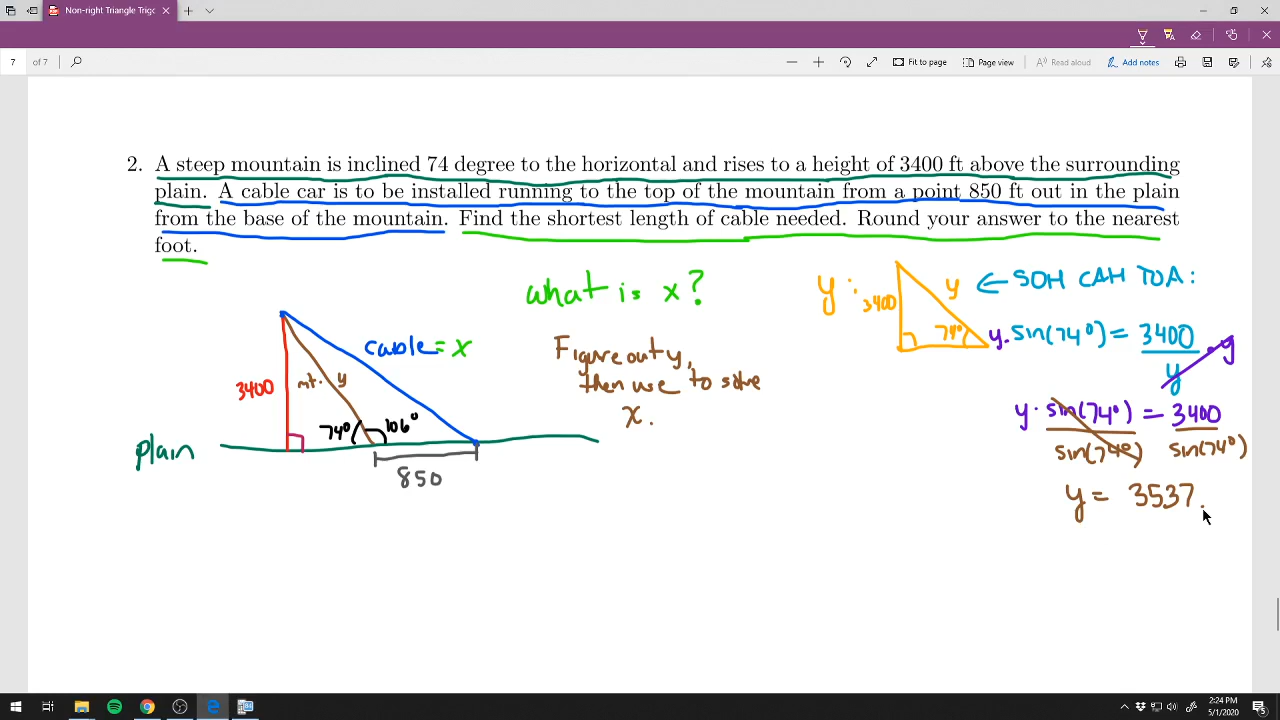 Non-right Triangle Trigo
7 of 7
Fit to page
Page view
Read aloud
Add notes
2. A steep mountain is inclined 74 degree to the horizontal and rises to a height of 3400 ft above the surrounding
plain. A cable car is to be installed running to the top of the mountain from a point 850 ft out in the plain
from the base of the mountain. Find the shortest length of cable needed. Round your answer to the nearest
foot.
what is x?
Figure out y,
then use to solve
x.
cable = x
3400
mt. y
74° 106°
plain
850
y:
3400
y
74°
← SOH CAH TOA:
y. sin(74°) = 3400 . y
y
y · sin(74°) = 3400
sin(74°) sin(74°)
y = 3537.
2:24 PM
5/1/2020